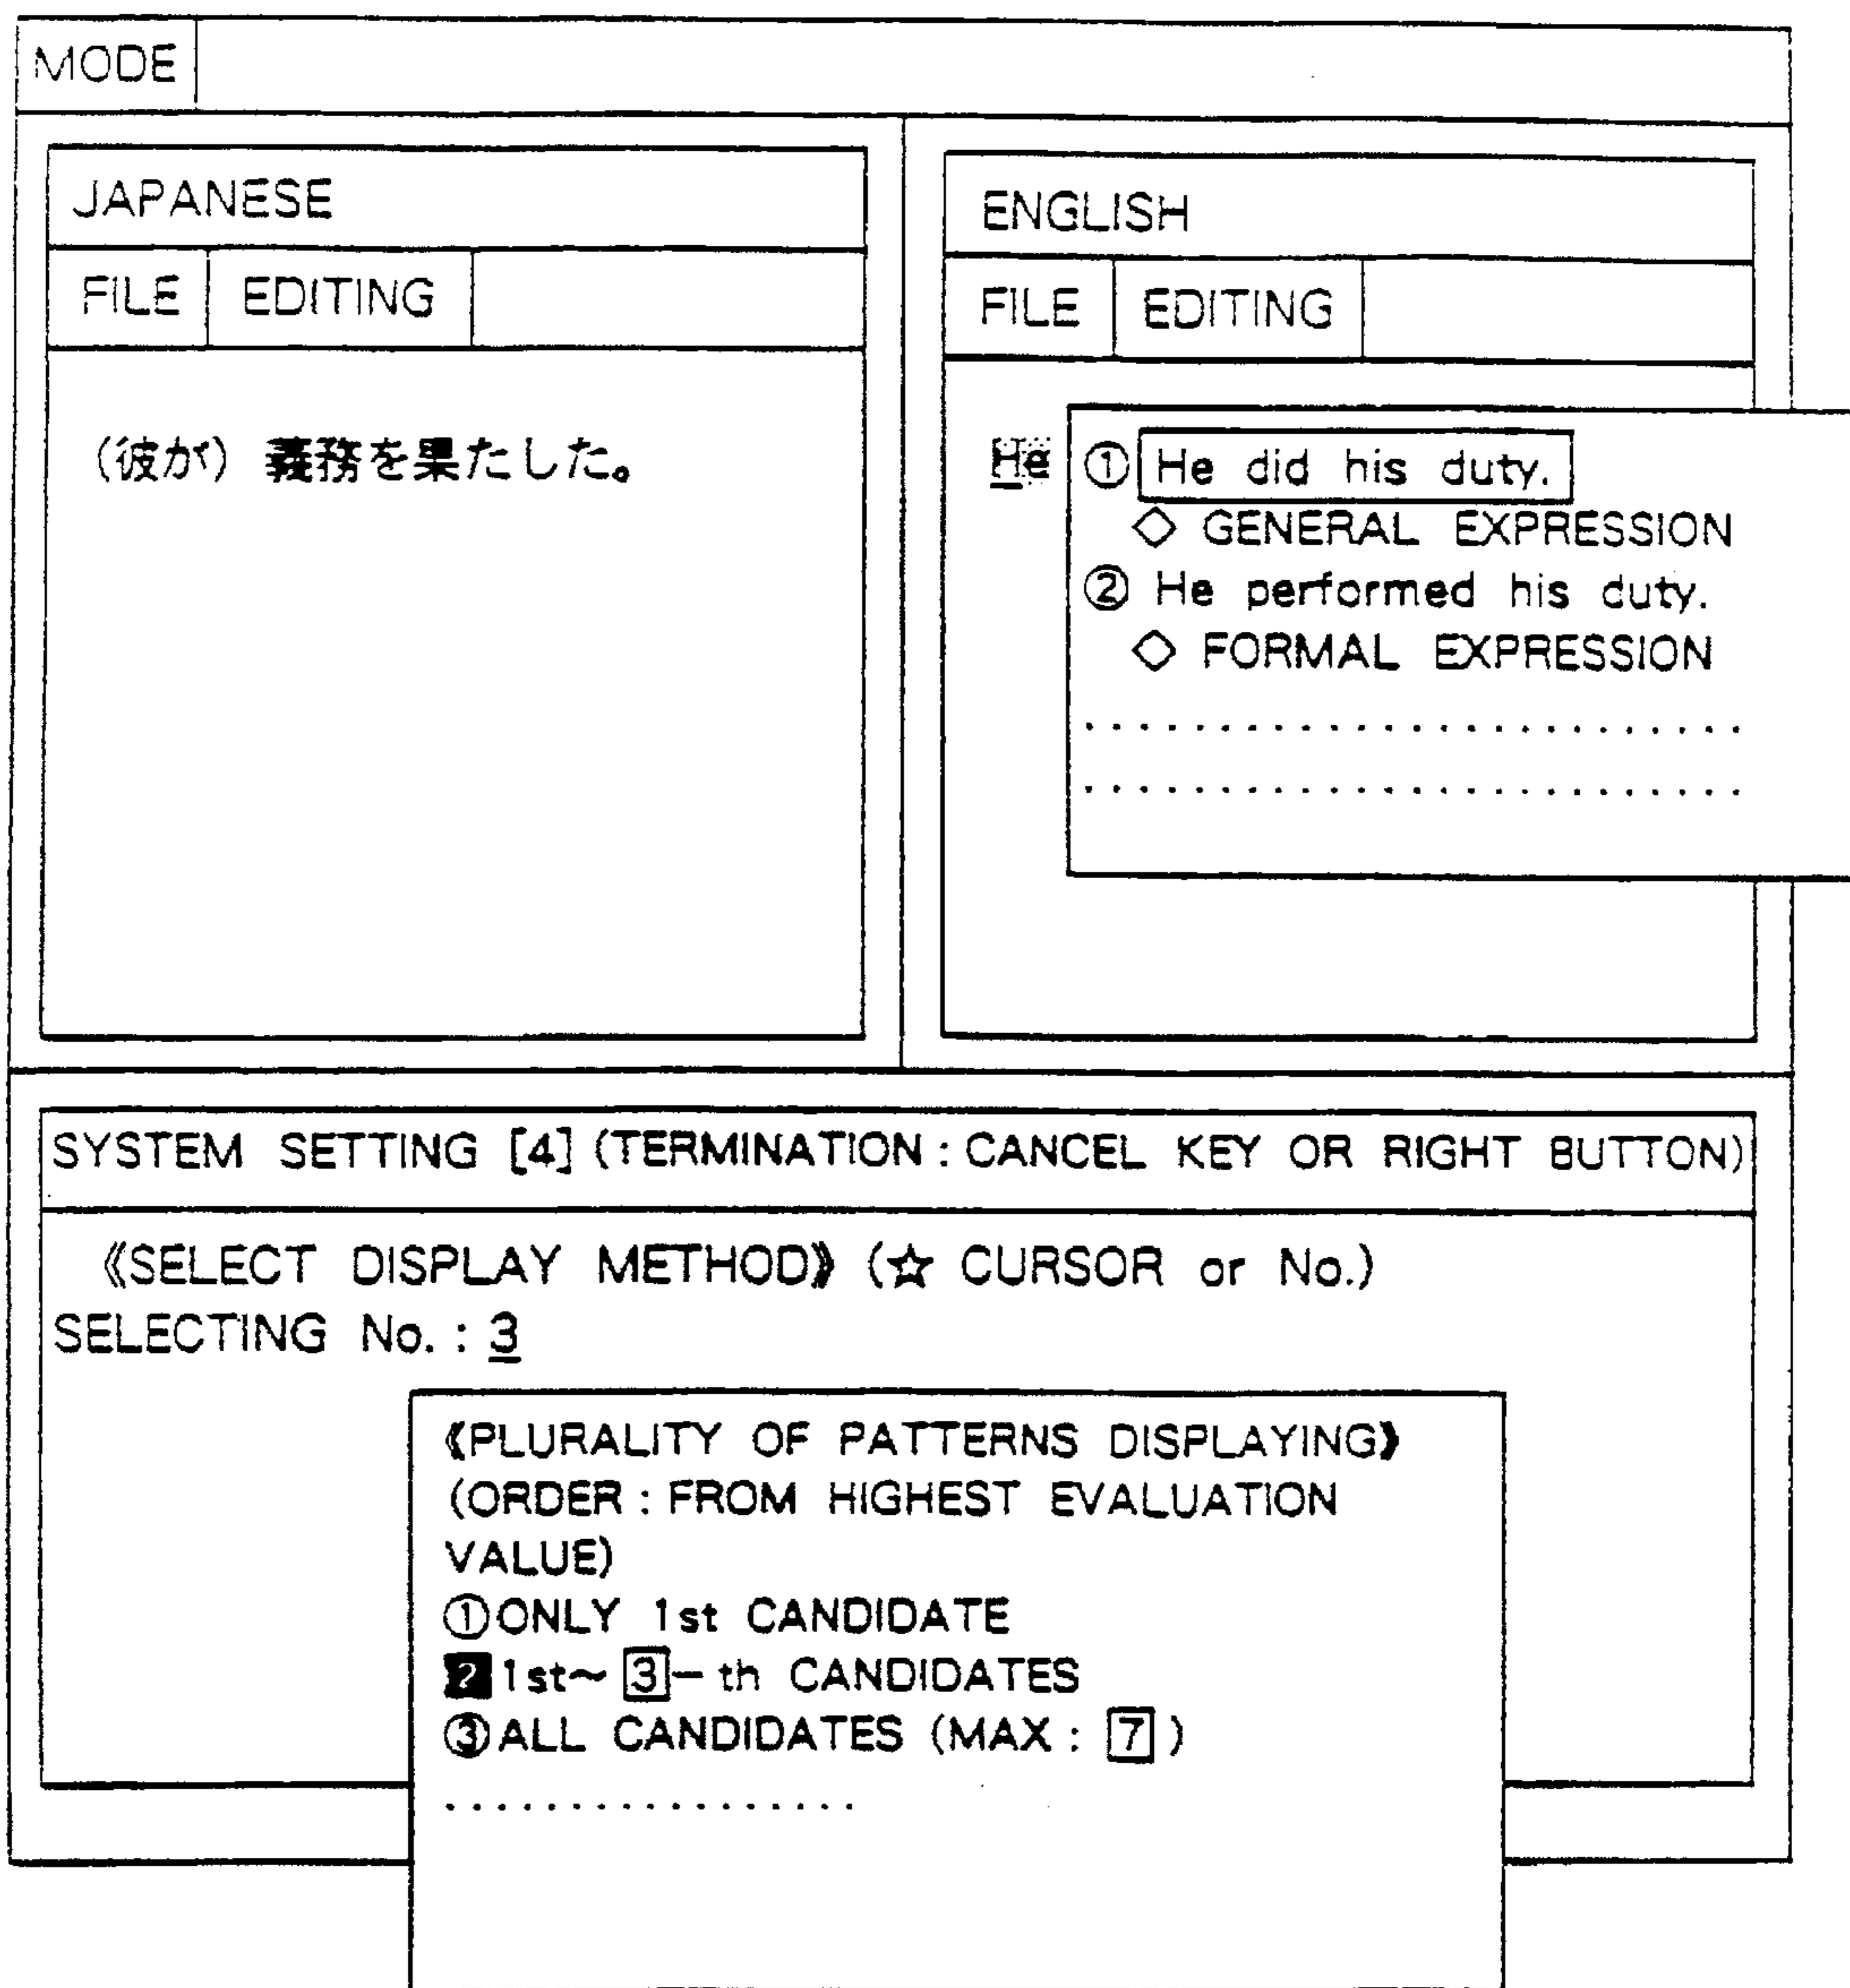 MODE
JAPANESE
FILE EDITING
(彼が) 義務を果たした。
ENGLISH
FILE EDITING
He
① He did his duty.
◇ GENERAL EXPRESSION
② He performed his duty.
◇ FORMAL EXPRESSION
..........................
..........................
SYSTEM SETTING [4] (TERMINATION : CANCEL KEY OR RIGHT BUTTON)
《SELECT DISPLAY METHOD》 (☆ CURSOR or No.)
SELECTING No. : 3
《PLURALITY OF PATTERNS DISPLAYING》
(ORDER : FROM HIGHEST EVALUATION
VALUE)
①ONLY 1st CANDIDATE
2 1st~ 3 - th CANDIDATES
③ALL CANDIDATES (MAX : 7 )
.................